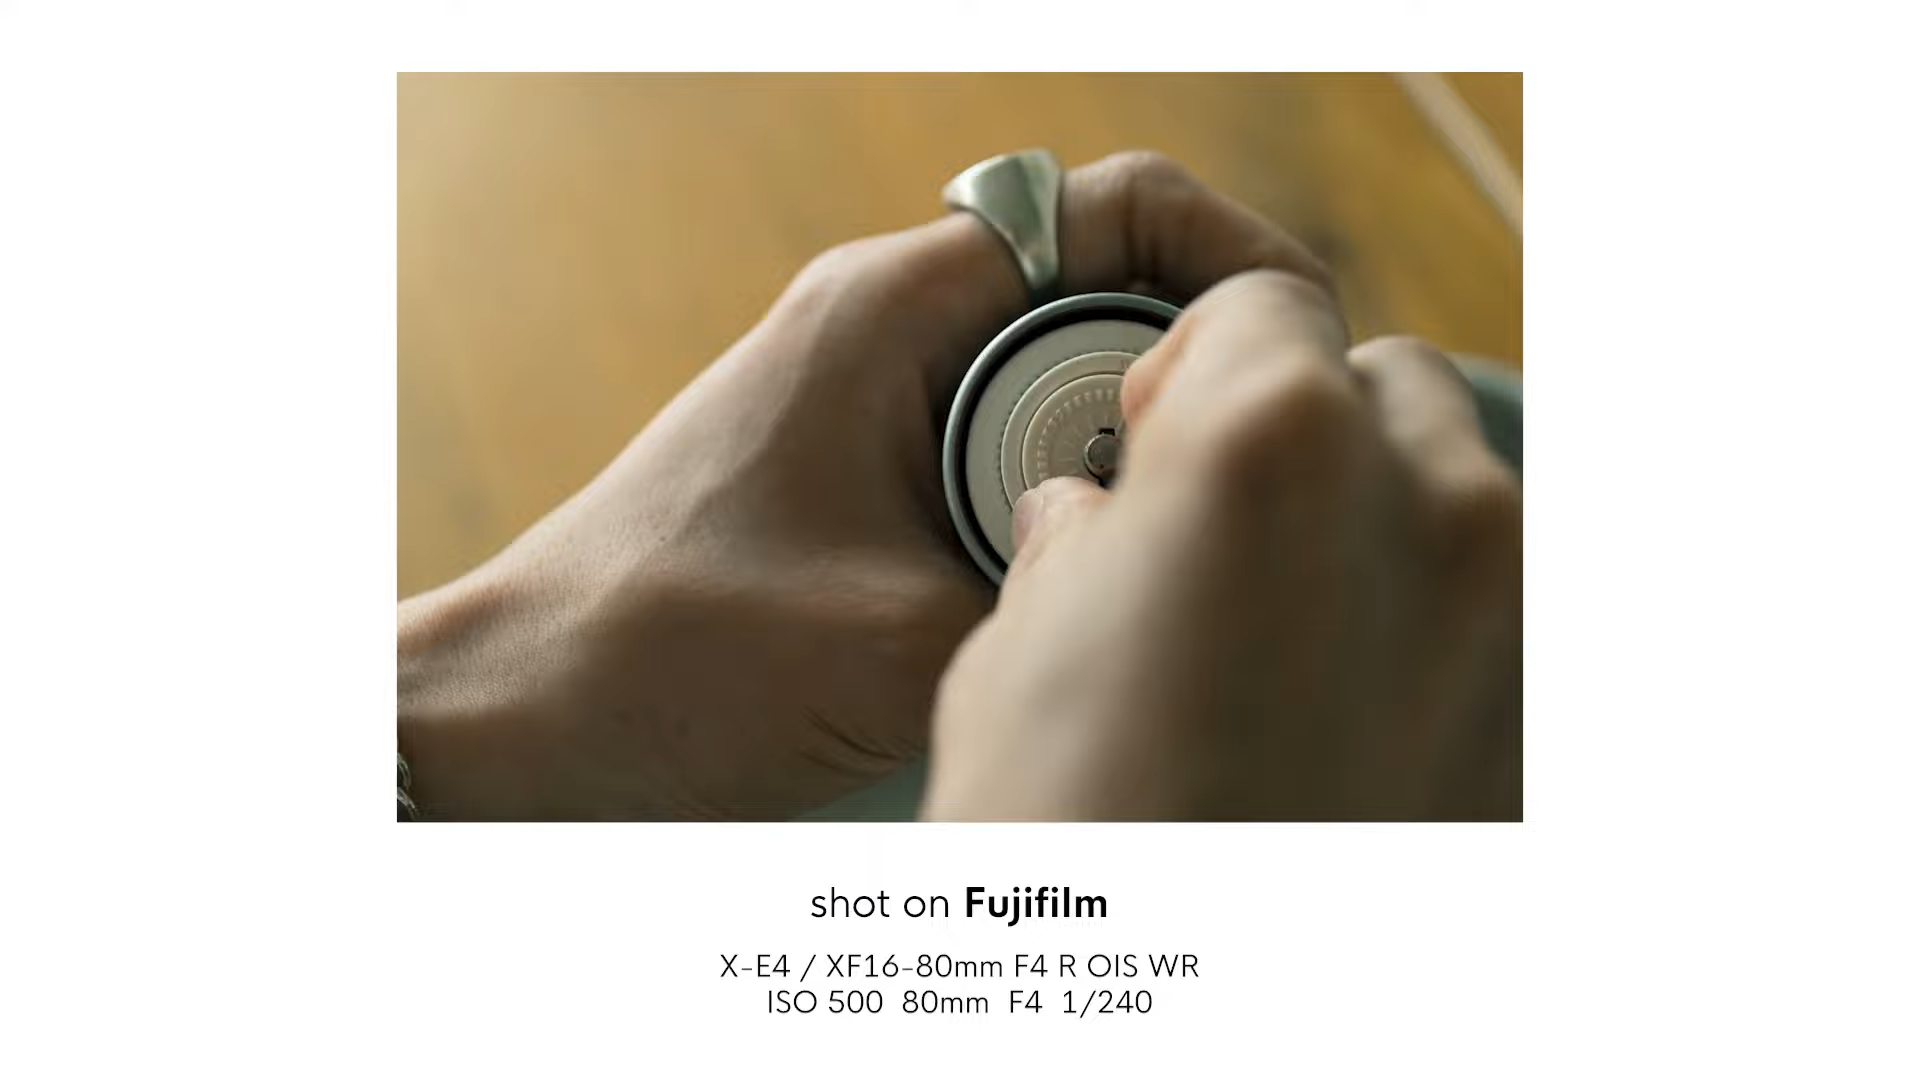 shot on Fujifilm
X-E4 / XF16-80mm F4 R OIS WR
ISO 500 80mm F4 1/240